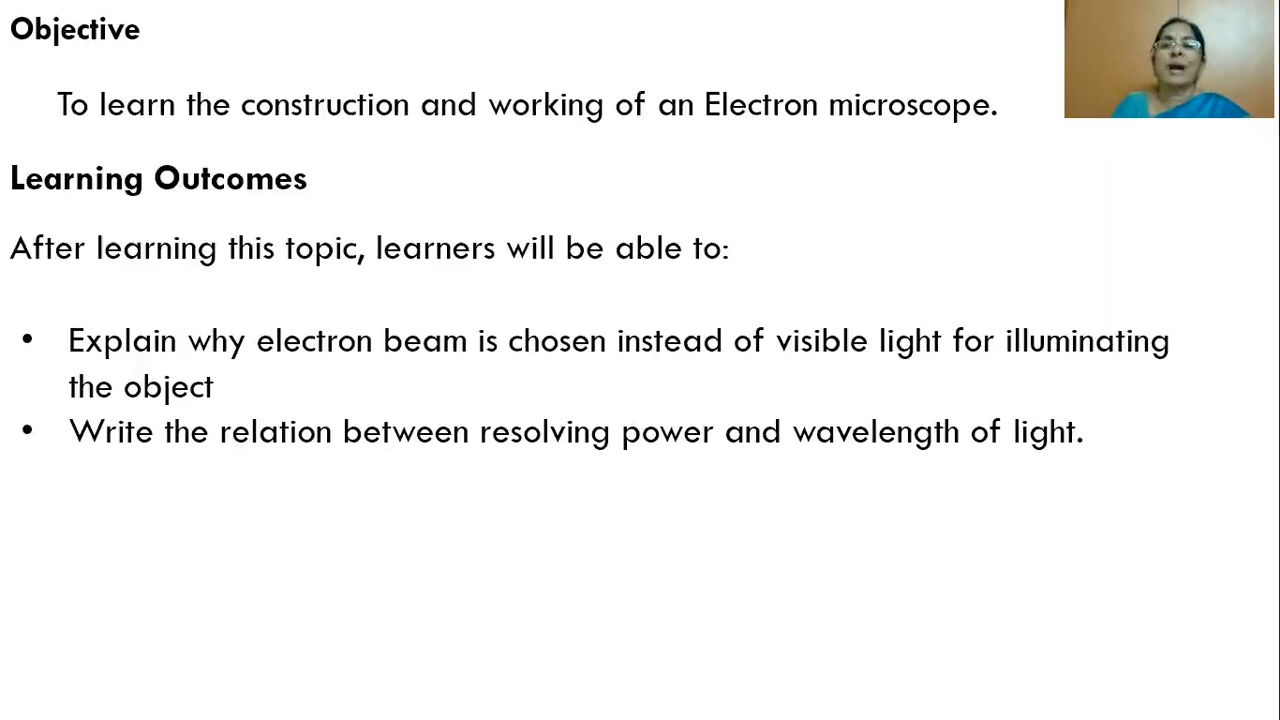 Objective
To learn the construction and working of an Electron microscope.
Learning Outcomes
After learning this topic, learners will be able to:
• Explain why electron beam is chosen instead of visible light for illuminating
the object
• Write the relation between resolving power and wavelength of light.